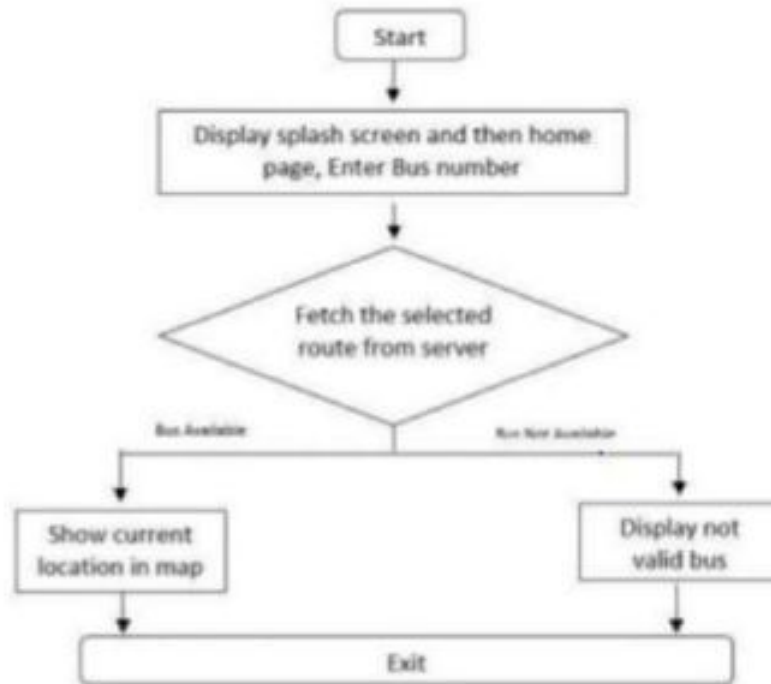 Start
Display splash screen and then home
page, Enter Bus number
Fetch the selected
route from server
Bus Available
Bus Not Available
Show current
location in map
Display not
valid bus
Exit